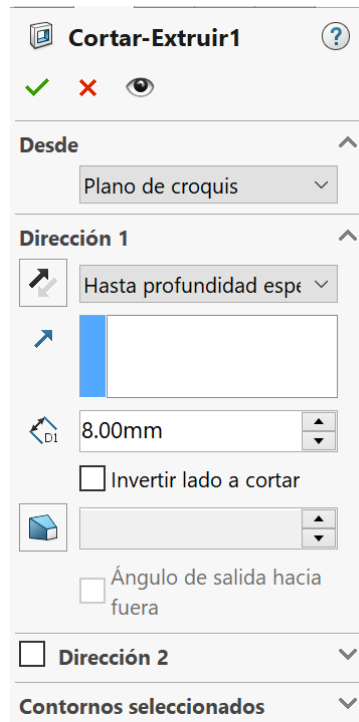 Cortar-Extruir1
?
Desde
Plano de croquis
Dirección 1
Hasta profundidad espe
D1
8.00mm
Invertir lado a cortar
Ángulo de salida hacia
fuera
Dirección 2
Contornos seleccionados